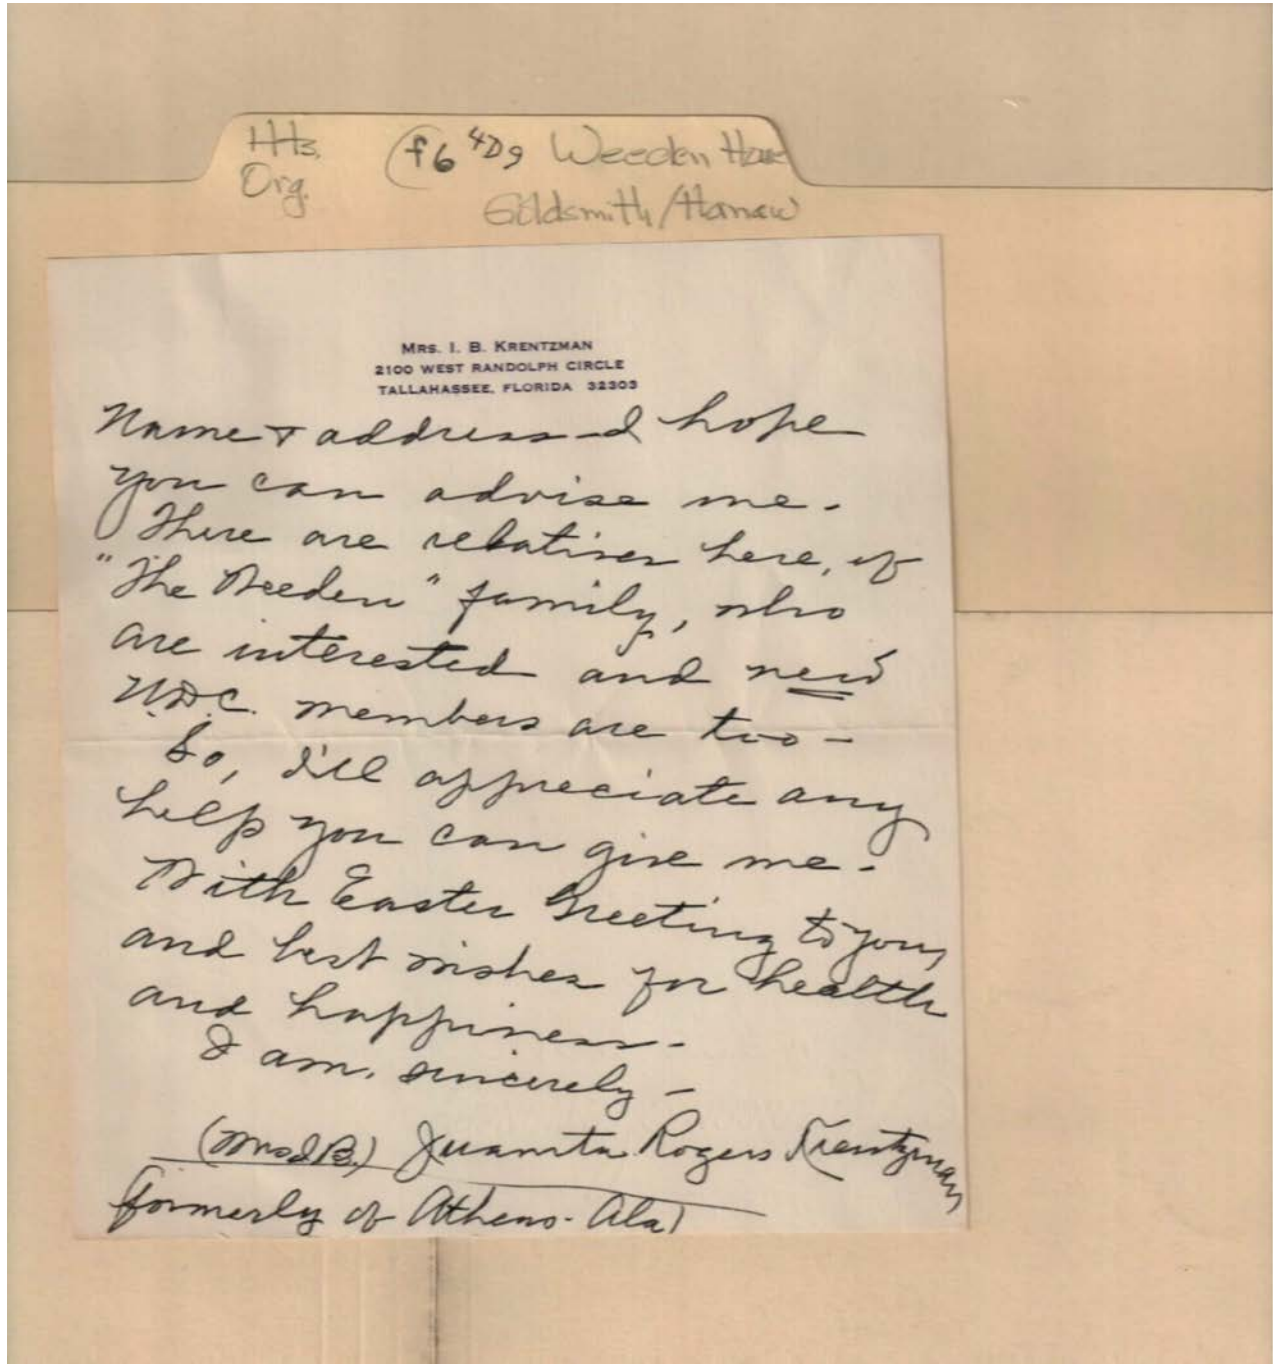 HHs,
Org.
(f6 4D9 Weeden House
Goldsmith/Harnew
MRS. I. B. KRENTZMAN
2100 WEST RANDOLPH CIRCLE
TALLAHASSEE, FLORIDA 32303
Name & address - I hope
you can advise me.
There are relatives here, of
"The Weeden" family, who
are interested and new
U.D.C. members are too -
So, I'll appreciate any
help you can give me.
With Easter Greeting to you,
and best wishes for health
and happiness.
I am, sincerely -
(Mrs I B.) Juanita Rogers Krentzman
formerly of Athens - Ala)